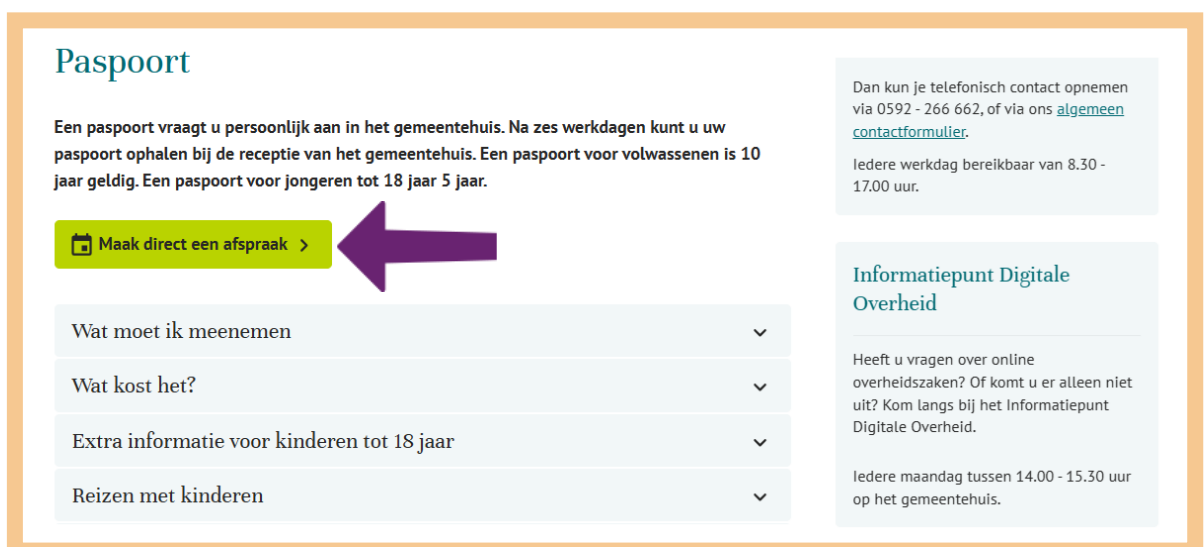 Paspoort
Een paspoort vraagt u persoonlijk aan in het gemeentehuis. Na zes werkdagen kunt u uw
paspoort ophalen bij de receptie van het gemeentehuis. Een paspoort voor volwassenen is 10
jaar geldig. Een paspoort voor jongeren tot 18 jaar 5 jaar.
Maak direct een afspraak >
Wat moet ik meenemen
Wat kost het?
Extra informatie voor kinderen tot 18 jaar
Reizen met kinderen
Dan kun je telefonisch contact opnemen
via 0592 - 266 662, of via ons algemeen
contactformulier.
Iedere werkdag bereikbaar van 8.30 -
17.00 uur.
Informatiepunt Digitale
Overheid
Heeft u vragen over online
overheidszaken? Of komt u er alleen niet
uit? Kom langs bij het Informatiepunt
Digitale Overheid.
Iedere maandag tussen 14.00 - 15.30 uur
op het gemeentehuis.